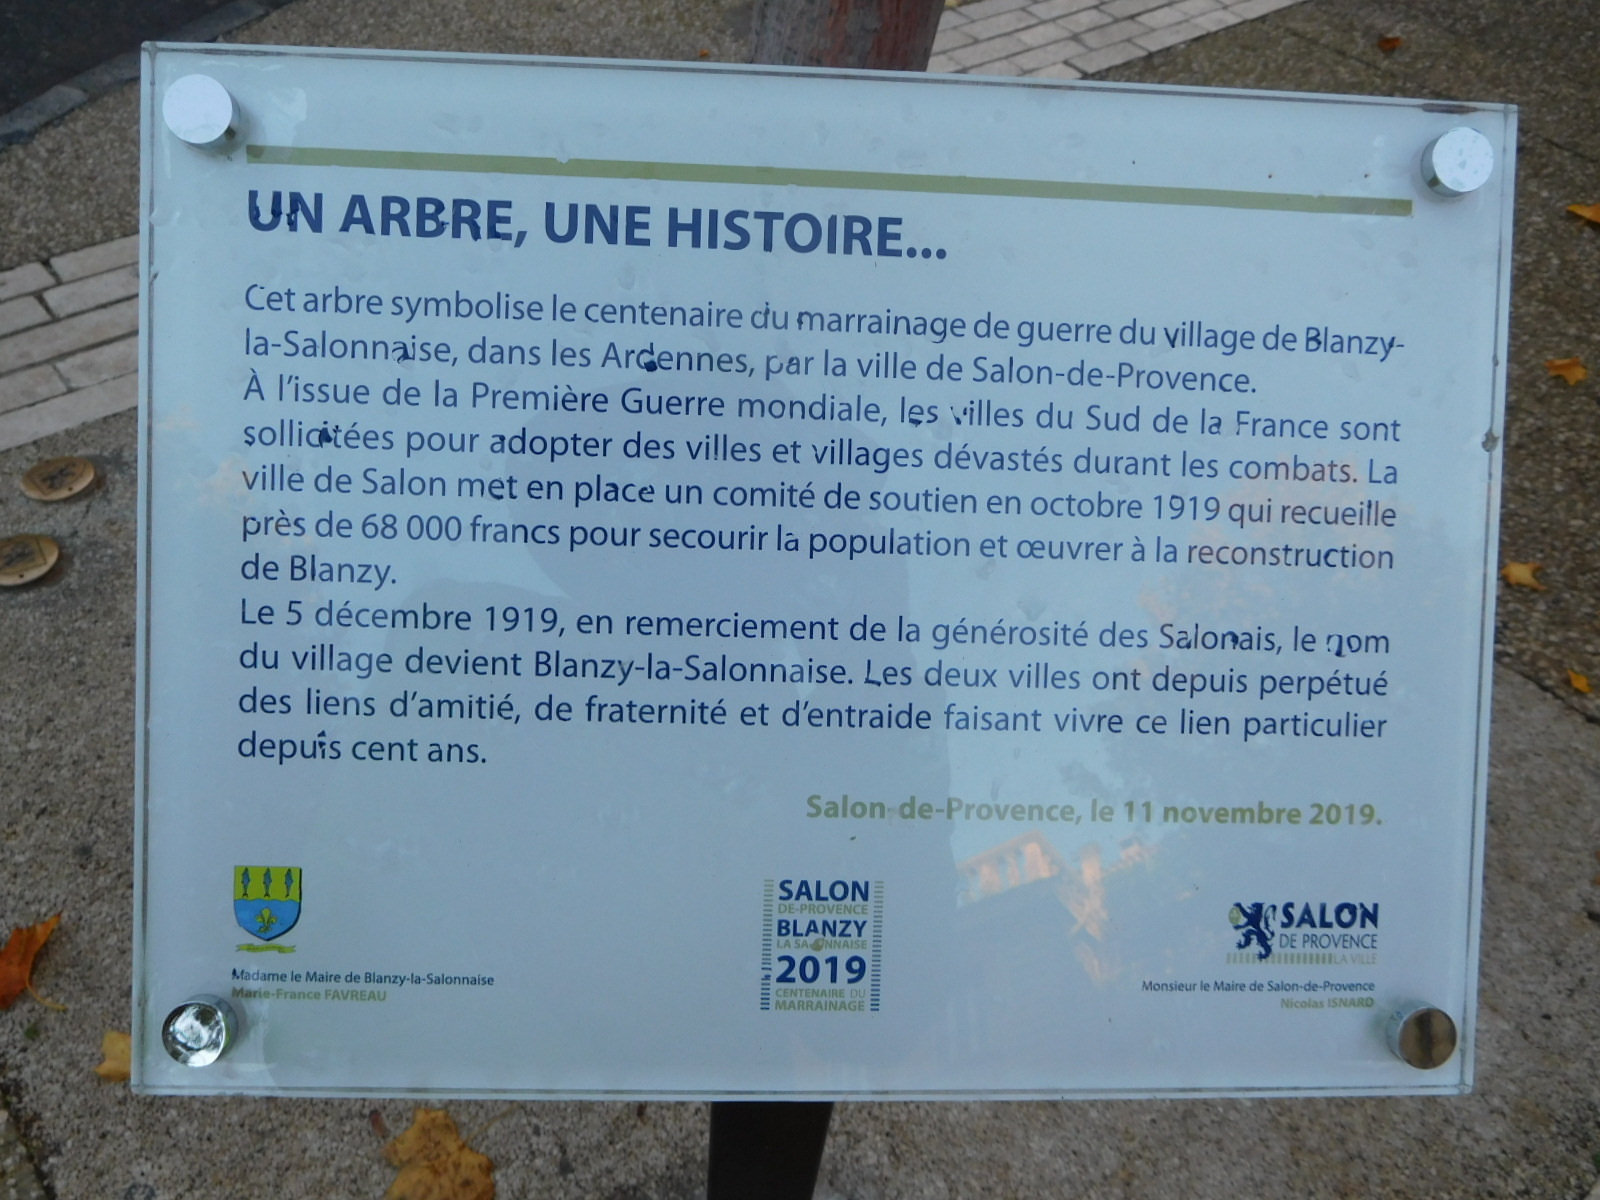 UN ARBRE, UNE HISTOIRE...
Cet arbre symbolise le centenaire du marrainage de guerre du village de Blanzy-
la-Salonnaise, dans les Ardennes, par la ville de Salon-de-Provence.
À l'issue de la Première Guerre mondiale, les villes du Sud de la France sont
sollicitées pour adopter des villes et villages dévastés durant les combats. La
ville de Salon met en place un comité de soutien en octobre 1919 qui recueille
près de 68 000 francs pour secourir la population et œuvrer à la reconstruction
de Blanzy.
Le 5 décembre 1919, en remerciement de la générosité des Salonais, le nom
du village devient Blanzy-la-Salonnaise. Les deux villes ont depuis perpétué
des liens d'amitié, de fraternité et d'entraide faisant vivre ce lien particulier
depuis cent ans.
Salon-de-Provence, le 11 novembre 2019.
Madame le Maire de Blanzy-la-Salonnaise
Marie-France FAVREAU
SALON
DE-PROVENCE
BLANZY
LA SALONNAISE
2019
CENTENAIRE DU
MARRAINAGE
SALON
DE PROVENCE
LA VILLE
Monsieur le Maire de Salon-de-Provence
Nicolas ISNARD